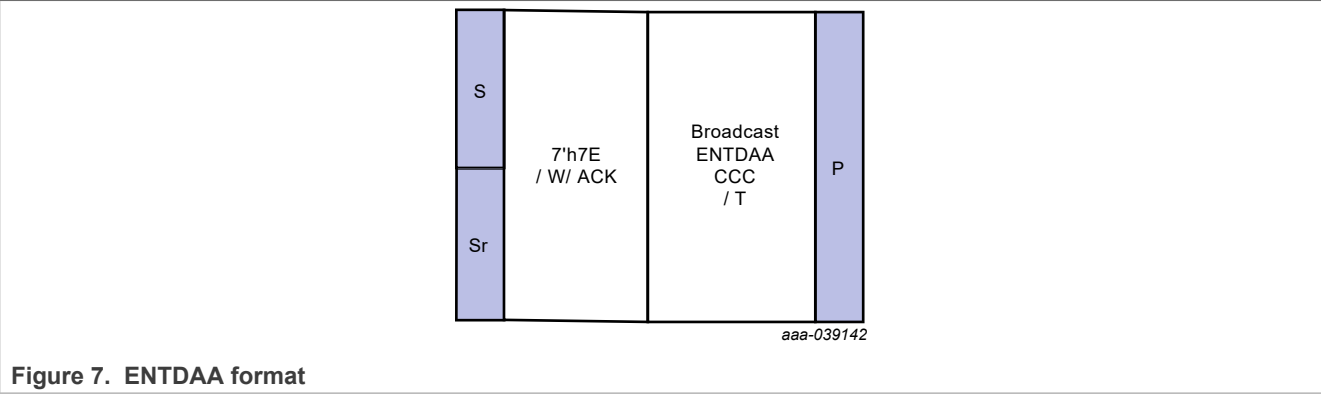 S
Sr
7'h7E
/ W/ ACK
Broadcast
ENTDAA
CCC
/ T
P
aaa-039142
Figure 7. ENTDAA format